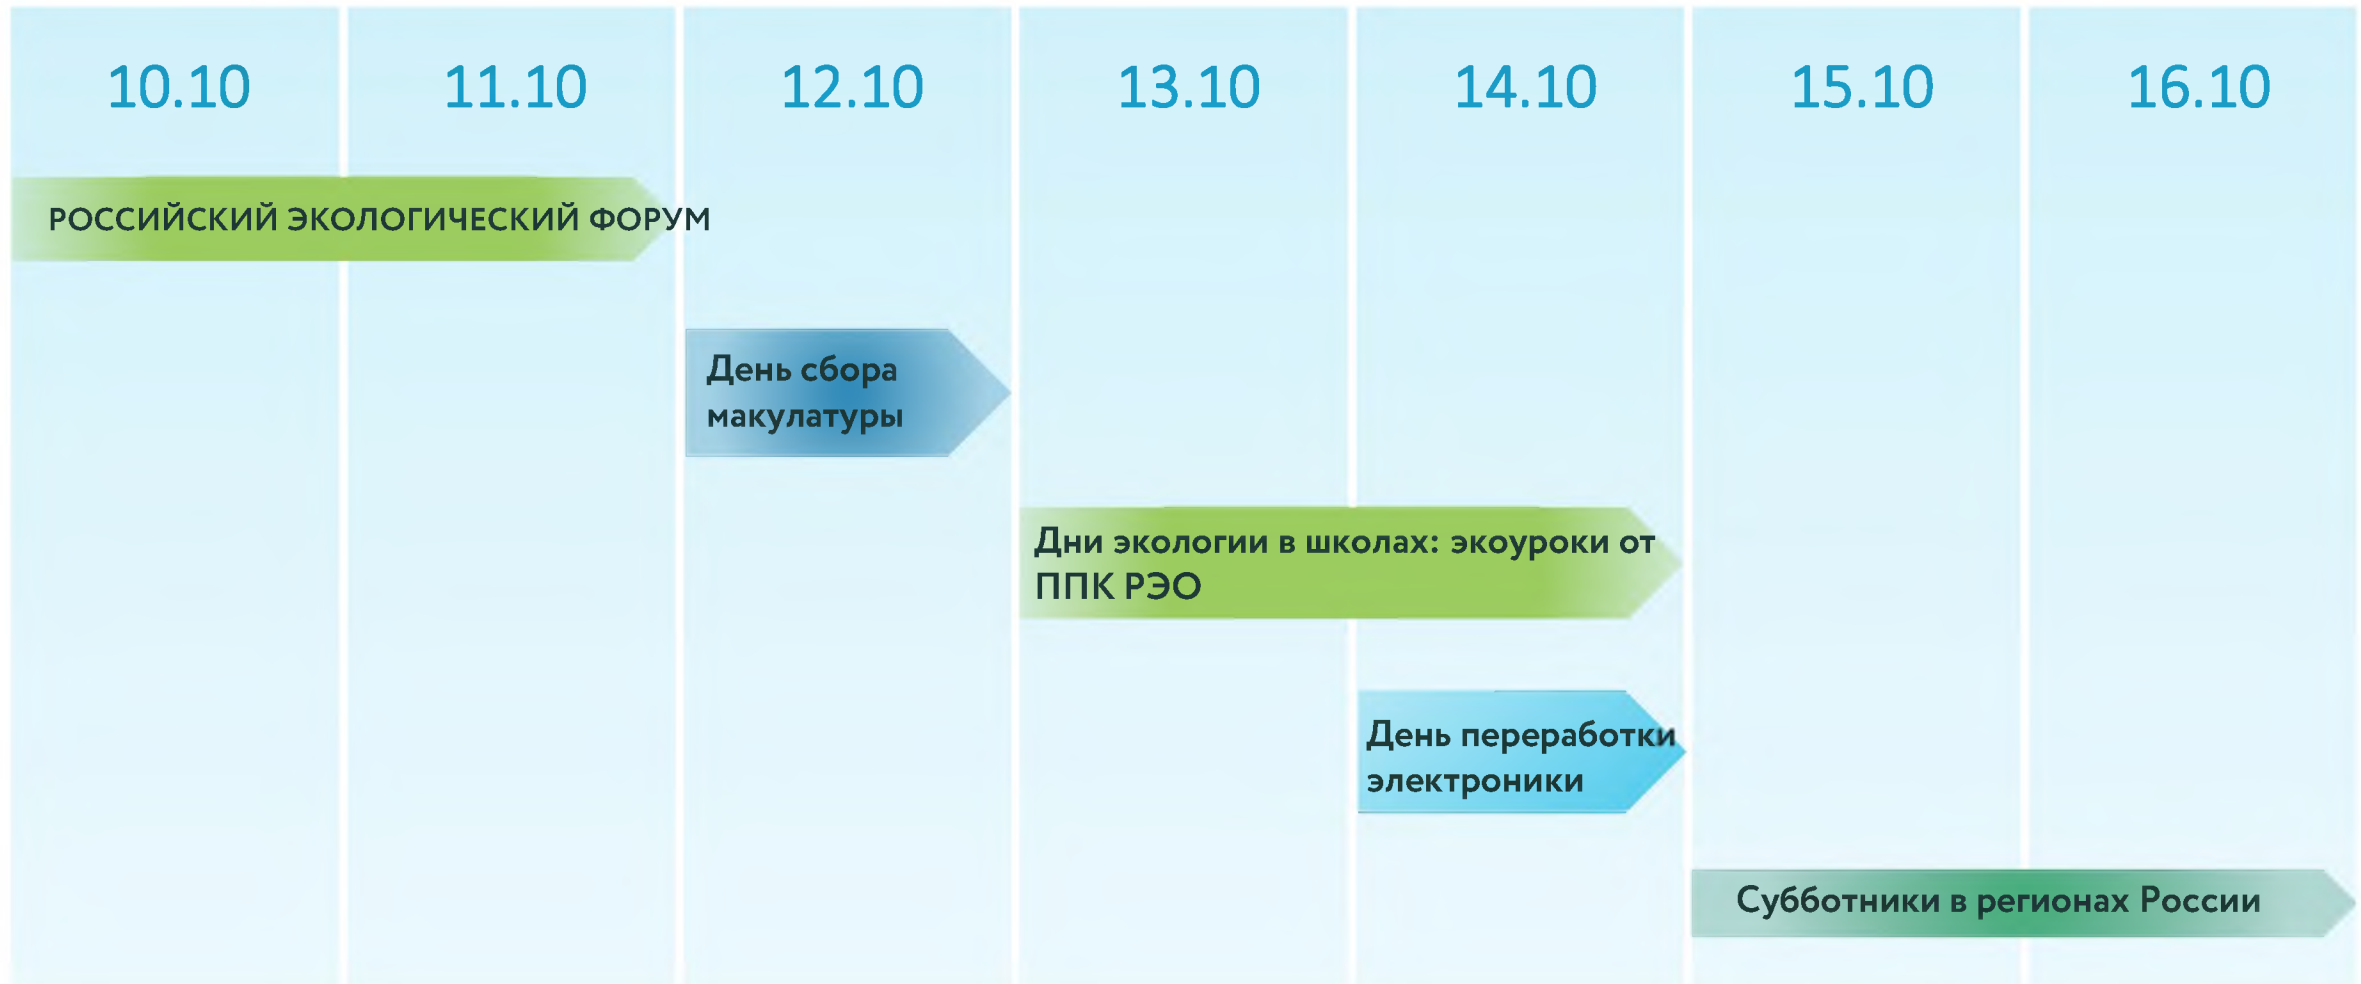 10.10 11.10 12.10 13.10 14.10 15.10 16.10
РОССИЙСКИЙ ЭКОЛОГИЧЕСКИЙ ФОРУМ
День сбора
макулатуры
Дни экологии в школах: экоуроки от
ППК РЭО
День переработки
электроники
Субботники в регионах России